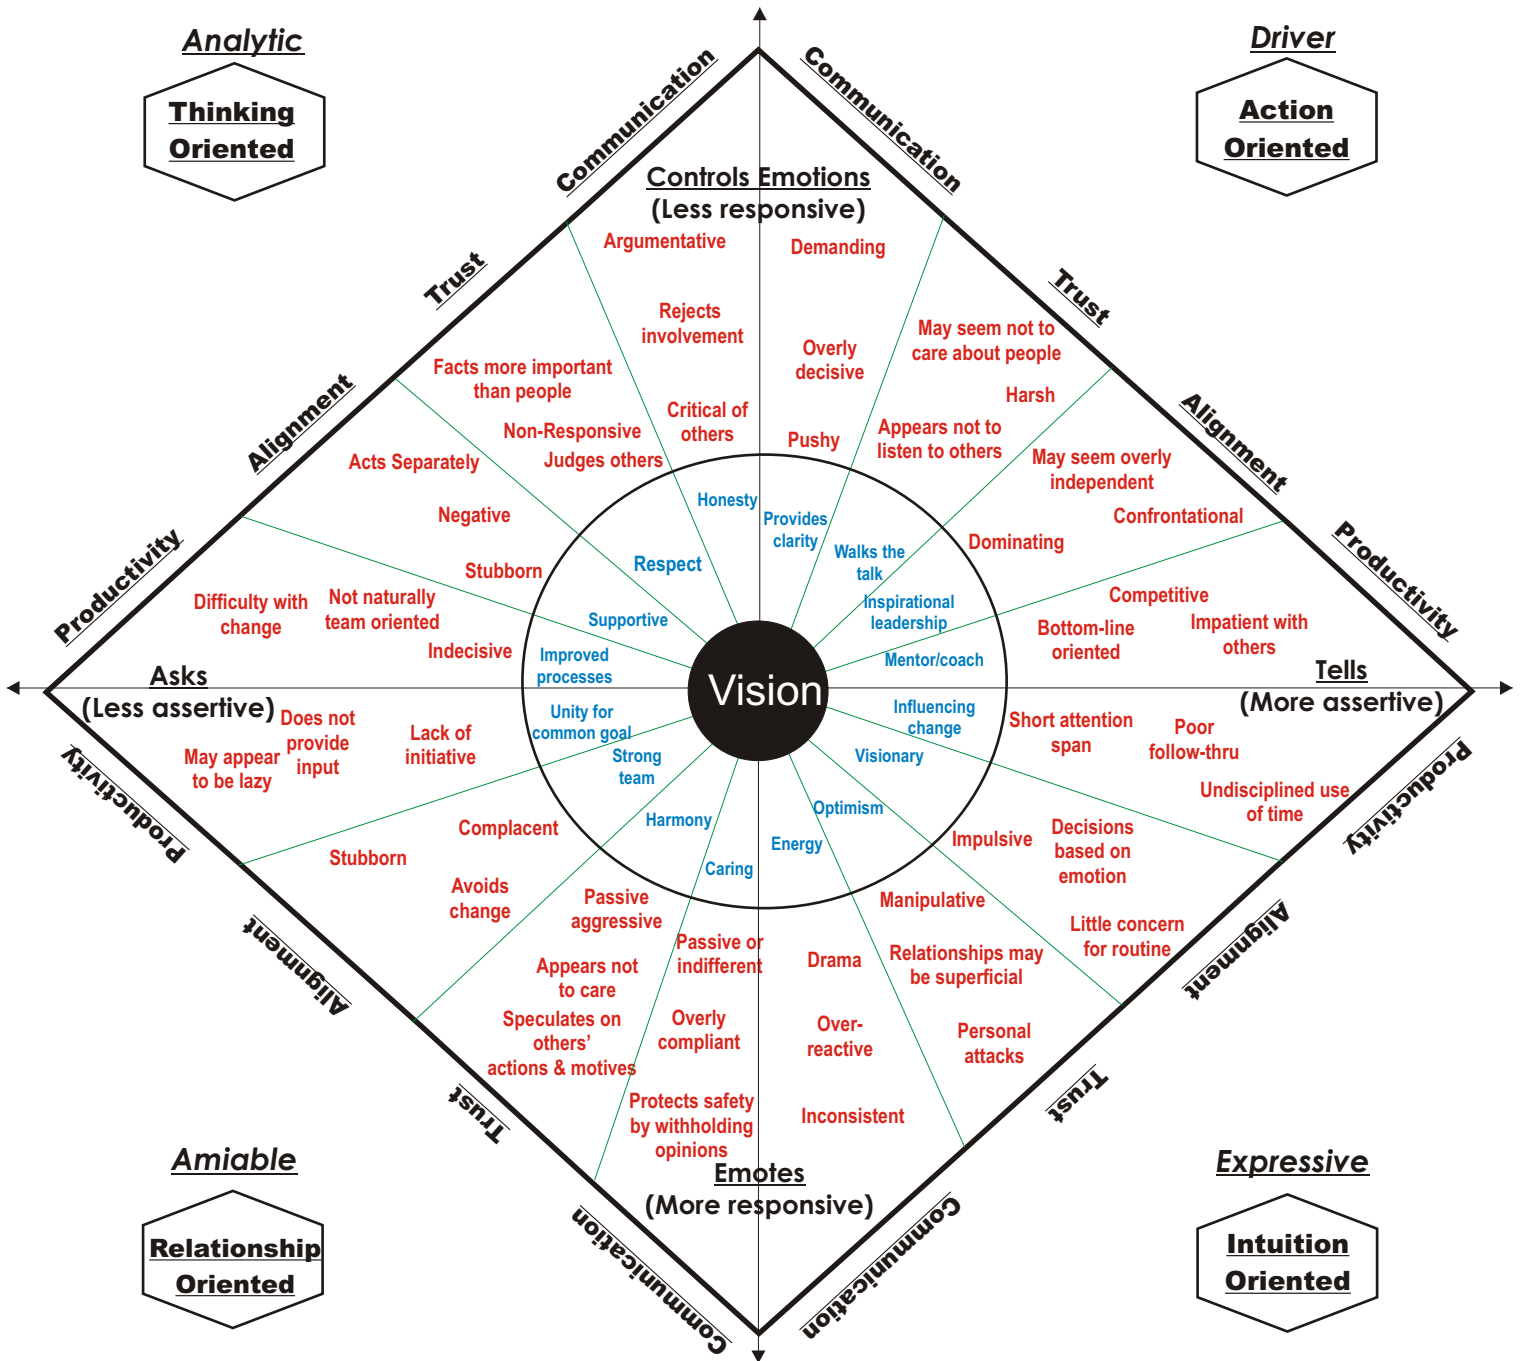 Analytic
Thinking
Oriented
Driver
Action
Oriented
Communication
Communication
Controls Emotions
(Less responsive)
Trust
Trust
Alignment
Alignment
Productivity
Productivity
Argumentative
Rejects
involvement
Critical of
others
Demanding
Overly
decisive
Pushy
Facts more important
than people
Non-Responsive
Judges others
May seem not to
care about people
Harsh
Appears not to
listen to others
Acts Separately
Negative
Stubborn
May seem overly
independent
Confrontational
Dominating
Difficulty with
change
Not naturally
team oriented
Indecisive
Competitive
Bottom-line
oriented
Impatient with
others
Honesty
Provides
clarity
Respect
Walks the
talk
Supportive
Inspirational
leadership
Improved
processes
Mentor/coach
Asks
(Less assertive)
Vision
Tells
(More assertive)
Unity for
common goal
Influencing
change
Strong
team
Visionary
Harmony
Optimism
Caring
Energy
Does not
provide
input
May appear
to be lazy
Lack of
initiative
Short attention
span
Poor
follow-thru
Undisciplined use
of time
Complacent
Stubborn
Avoids
change
Impulsive
Decisions
based on
emotion
Little concern
for routine
Passive
aggressive
Appears not
to care
Speculates on
others’
actions & motives
Manipulative
Relationships may
be superficial
Personal
attacks
Passive or
indifferent
Overly
compliant
Protects safety
by withholding
opinions
Drama
Over-
reactive
Inconsistent
Productivity
Productivity
Alignment
Alignment
Trust
Trust
Emotes
(More responsive)
Communication
Communication
Amiable
Relationship
Oriented
Expressive
Intuition
Oriented